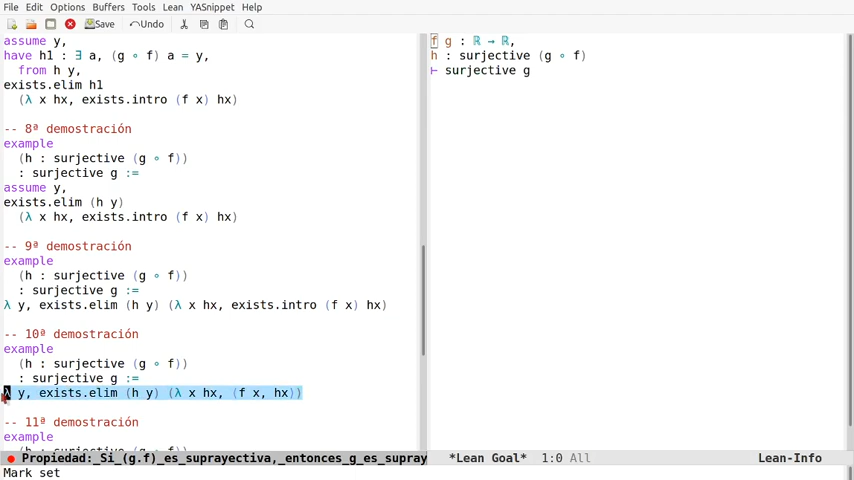 File Edit Options Buffers Tools Lean YASnippet Help
Save Undo
assume y,
have h1 : ∃ a, (g ∘ f) a = y,
from h y,
exists.elim h1
(λ x hx, exists.intro (f x) hx)
-- 8ª demostración
example
(h : surjective (g ∘ f))
: surjective g :=
assume y,
exists.elim (h y)
(λ x hx, exists.intro (f x) hx)
-- 9ª demostración
example
(h : surjective (g ∘ f))
: surjective g :=
λ y, exists.elim (h y) (λ x hx, exists.intro (f x) hx)
-- 10ª demostración
example
(h : surjective (g ∘ f))
: surjective g :=
λ y, exists.elim (h y) (λ x hx, ⟨f x, hx⟩)
-- 11ª demostración
example
(h : surjective (g ∘ f))
Propiedad:_Si_(g.f)_es_suprayectiva,_entonces_g_es_supray
Mark set
f g : ℝ → ℝ,
h : surjective (g ∘ f)
⊢ surjective g
*Lean Goal* 1:0 All Lean-Info